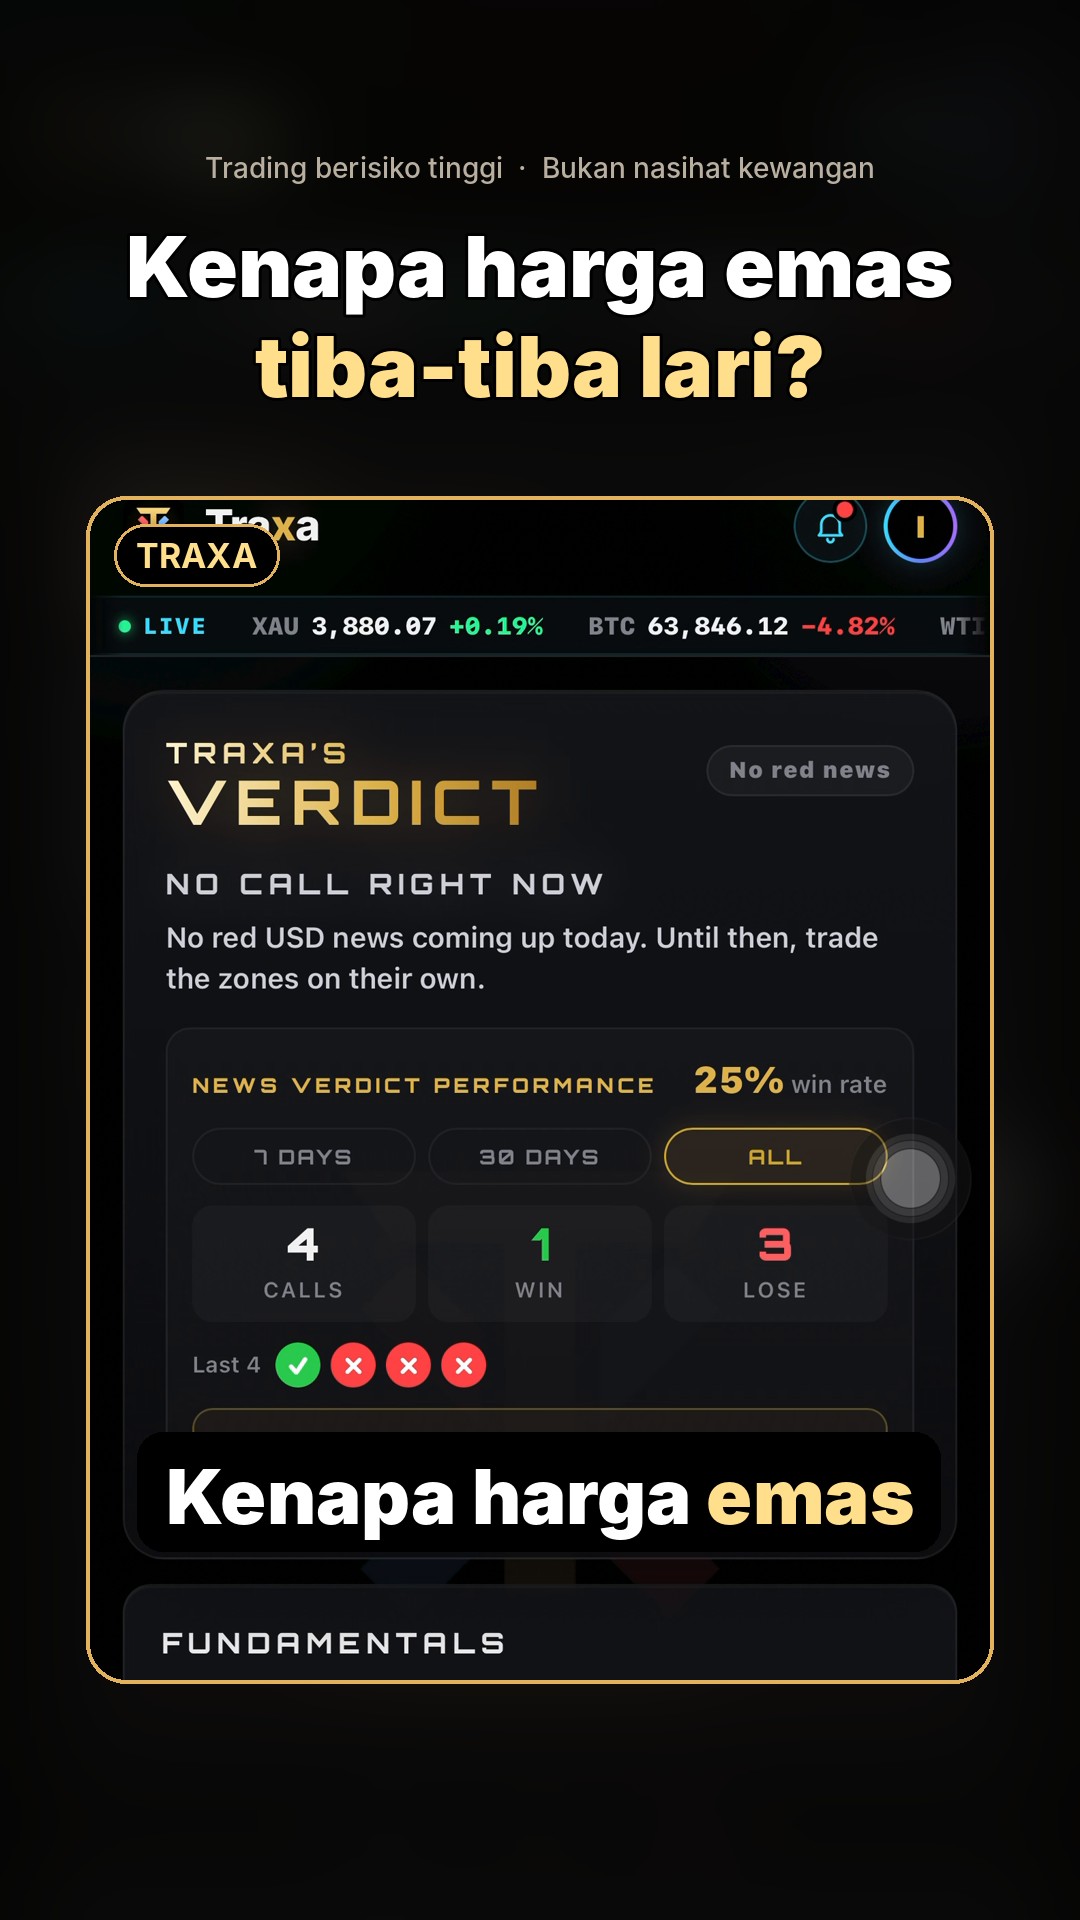 Trading berisiko tinggi · Bukan nasihat kewangan
Kenapa harga emas
tiba-tiba lari?
Traxa
TRAXA
LIVE XAU 3,880.07 +0.19% BTC 63,846.12 −4.82% WTI
TRAXA'S
VERDICT
No red news
NO CALL RIGHT NOW
No red USD news coming up today. Until then, trade
the zones on their own.
NEWS VERDICT PERFORMANCE 25% win rate
7 DAYS 30 DAYS ALL
4 1 3
CALLS WIN LOSE
Last 4
Kenapa harga emas
FUNDAMENTALS